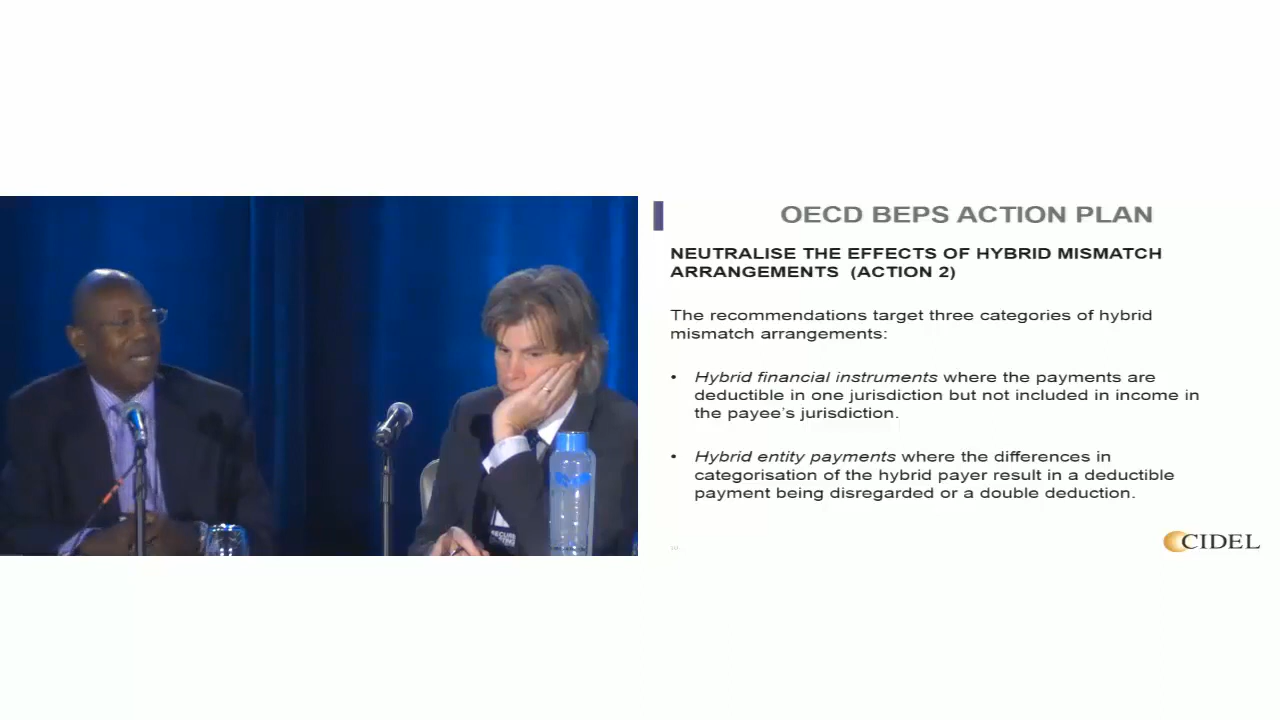 OECD BEPS ACTION PLAN
NEUTRALISE THE EFFECTS OF HYBRID MISMATCH
ARRANGEMENTS (ACTION 2)
The recommendations target three categories of hybrid
mismatch arrangements:
• Hybrid financial instruments where the payments are
deductible in one jurisdiction but not included in income in
the payee's jurisdiction.
• Hybrid entity payments where the differences in
categorisation of the hybrid payer result in a deductible
payment being disregarded or a double deduction.
CIDEL